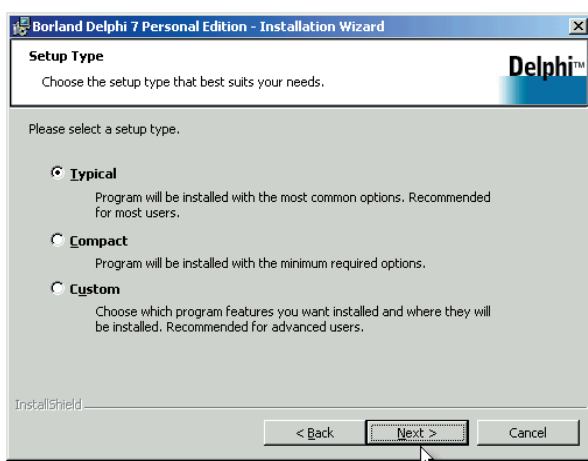 Borland Delphi 7 Personal Edition - Installation Wizard
Setup Type
Choose the setup type that best suits your needs.
Delphi™
Please select a setup type.
Typical
Program will be installed with the most common options. Recommended
for most users.
Compact
Program will be installed with the minimum required options.
Custom
Choose which program features you want installed and where they will
be installed. Recommended for advanced users.
InstallShield
< Back
Next >
Cancel